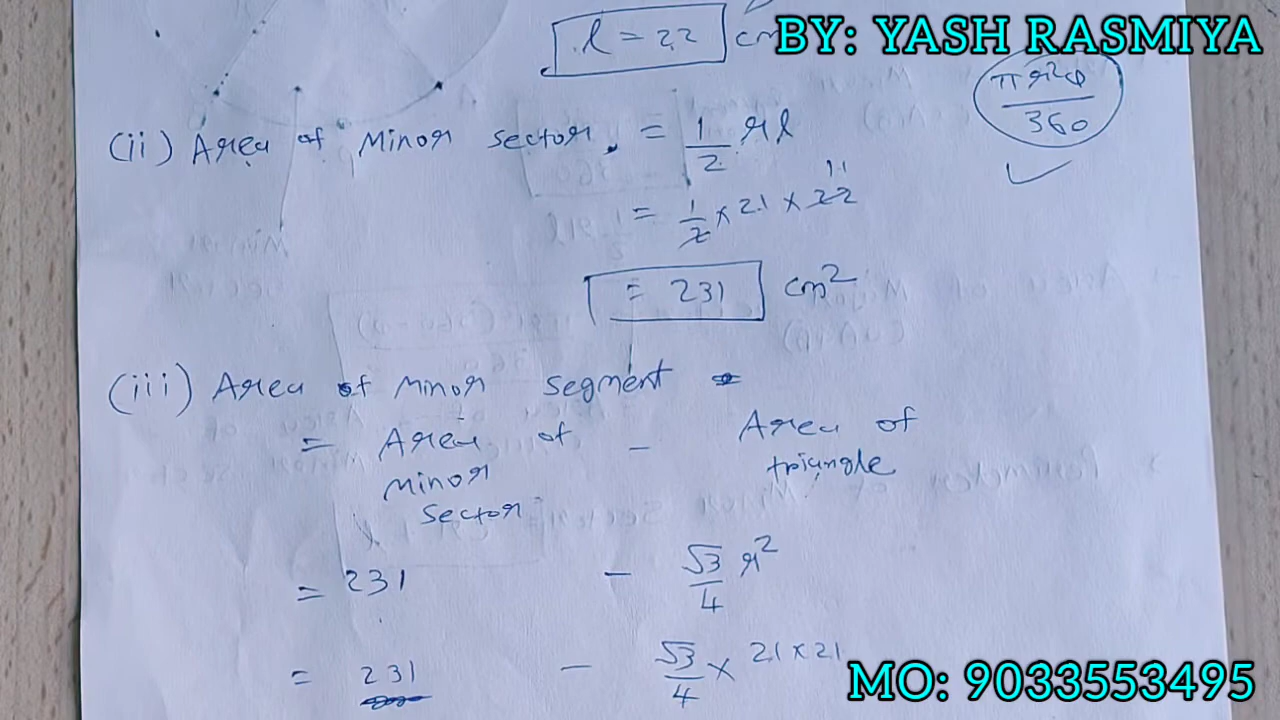 l = 22 cm
BY: YASH RASMIYA
πr²θ
360
(ii) Area of Minor sector = 1/2 rl
= 1/2 × 21 × 22
11
= 231 cm²
(iii) Area of Minor segment
= Area of - Area of
minor triangle
sector
= 231 - √3/4 r²
= 231 - √3/4 × 21 × 21
MO: 9033553495